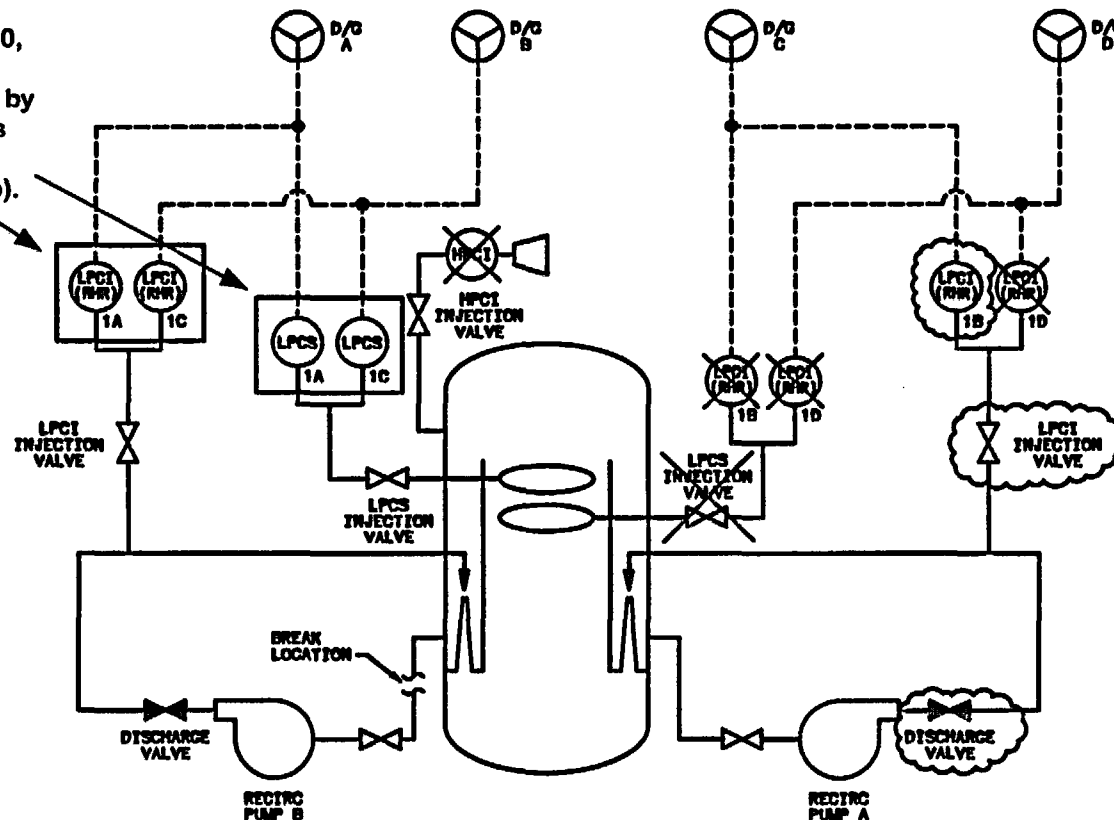 0,
by
s
).
D/G
A
D/G
B
D/G
C
D/G
D
LPCI
(RHR)
1A
LPCI
(RHR)
1C
LPCS
1A
LPCS
1C
HPCI
HPCI
INJECTION
VALVE
LPCI
(RHR)
1B
LPCI
(RHR)
1D
LPCI
(RHR)
1B
LPCI
(RHR)
1D
LPCI
INJECTION
VALVE
LPCS
INJECTION
VALVE
LPCS
INJECTION
VALVE
LPCI
INJECTION
VALVE
BREAK
LOCATION
DISCHARGE
VALVE
DISCHARGE
VALVE
RECIRC
PUMP B
RECIRC
PUMP A